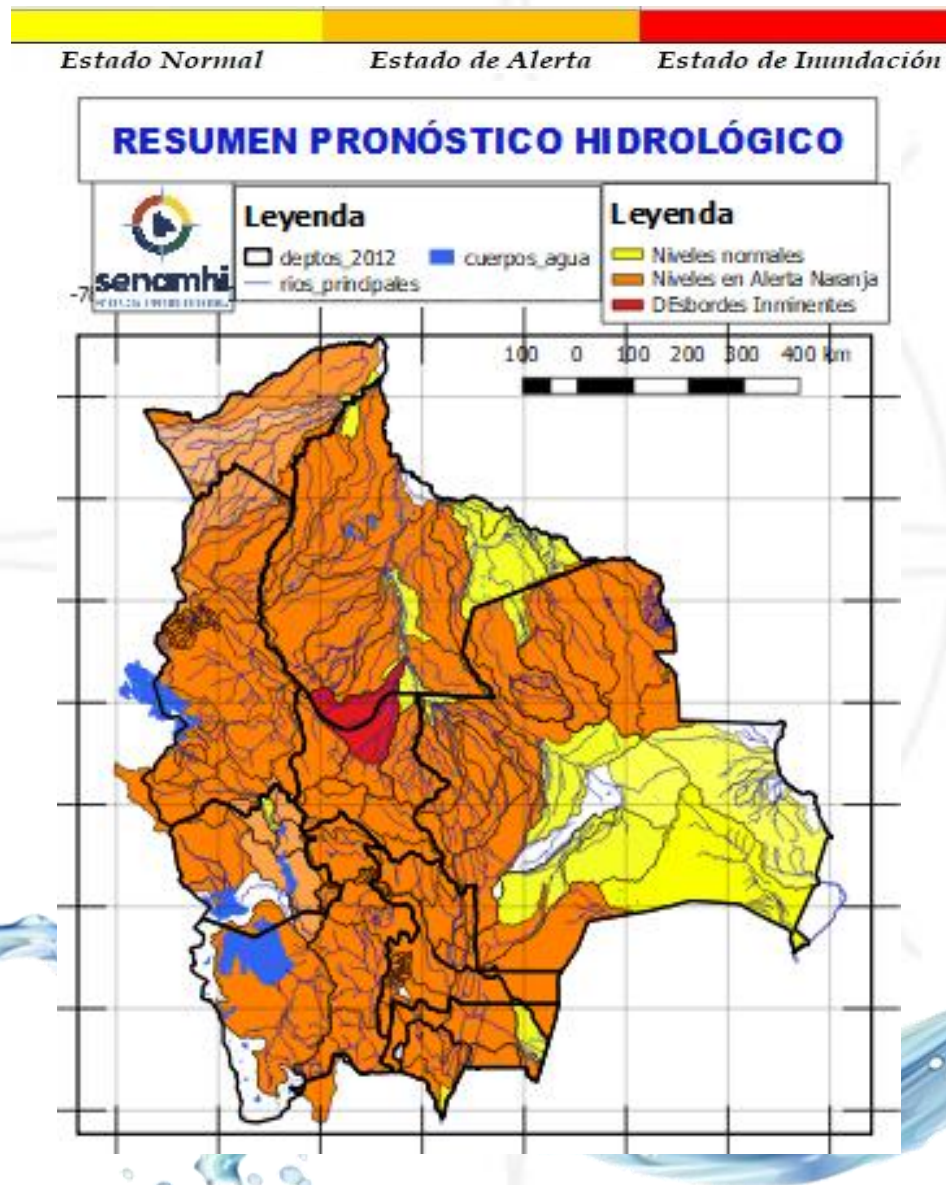 Estado Normal Estado de Alerta Estado de Inundación
RESUMEN PRONÓSTICO HIDROLÓGICO
senamhi
Leyenda
deptos_2012 cuerpos_agua
rios_principales
Leyenda
Niveles normales
Niveles en Alerta Naranja
DEsbordes Inminentes
100 0 100 200 300 400 km